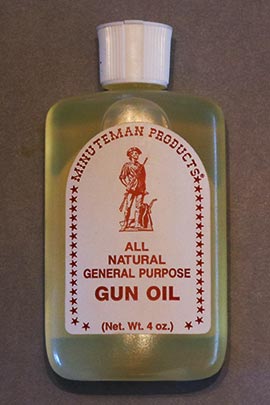 MINUTEMAN PRODUCTS
ALL
NATURAL
GENERAL PURPOSE
GUN OIL
(Net. Wt. 4 oz.)